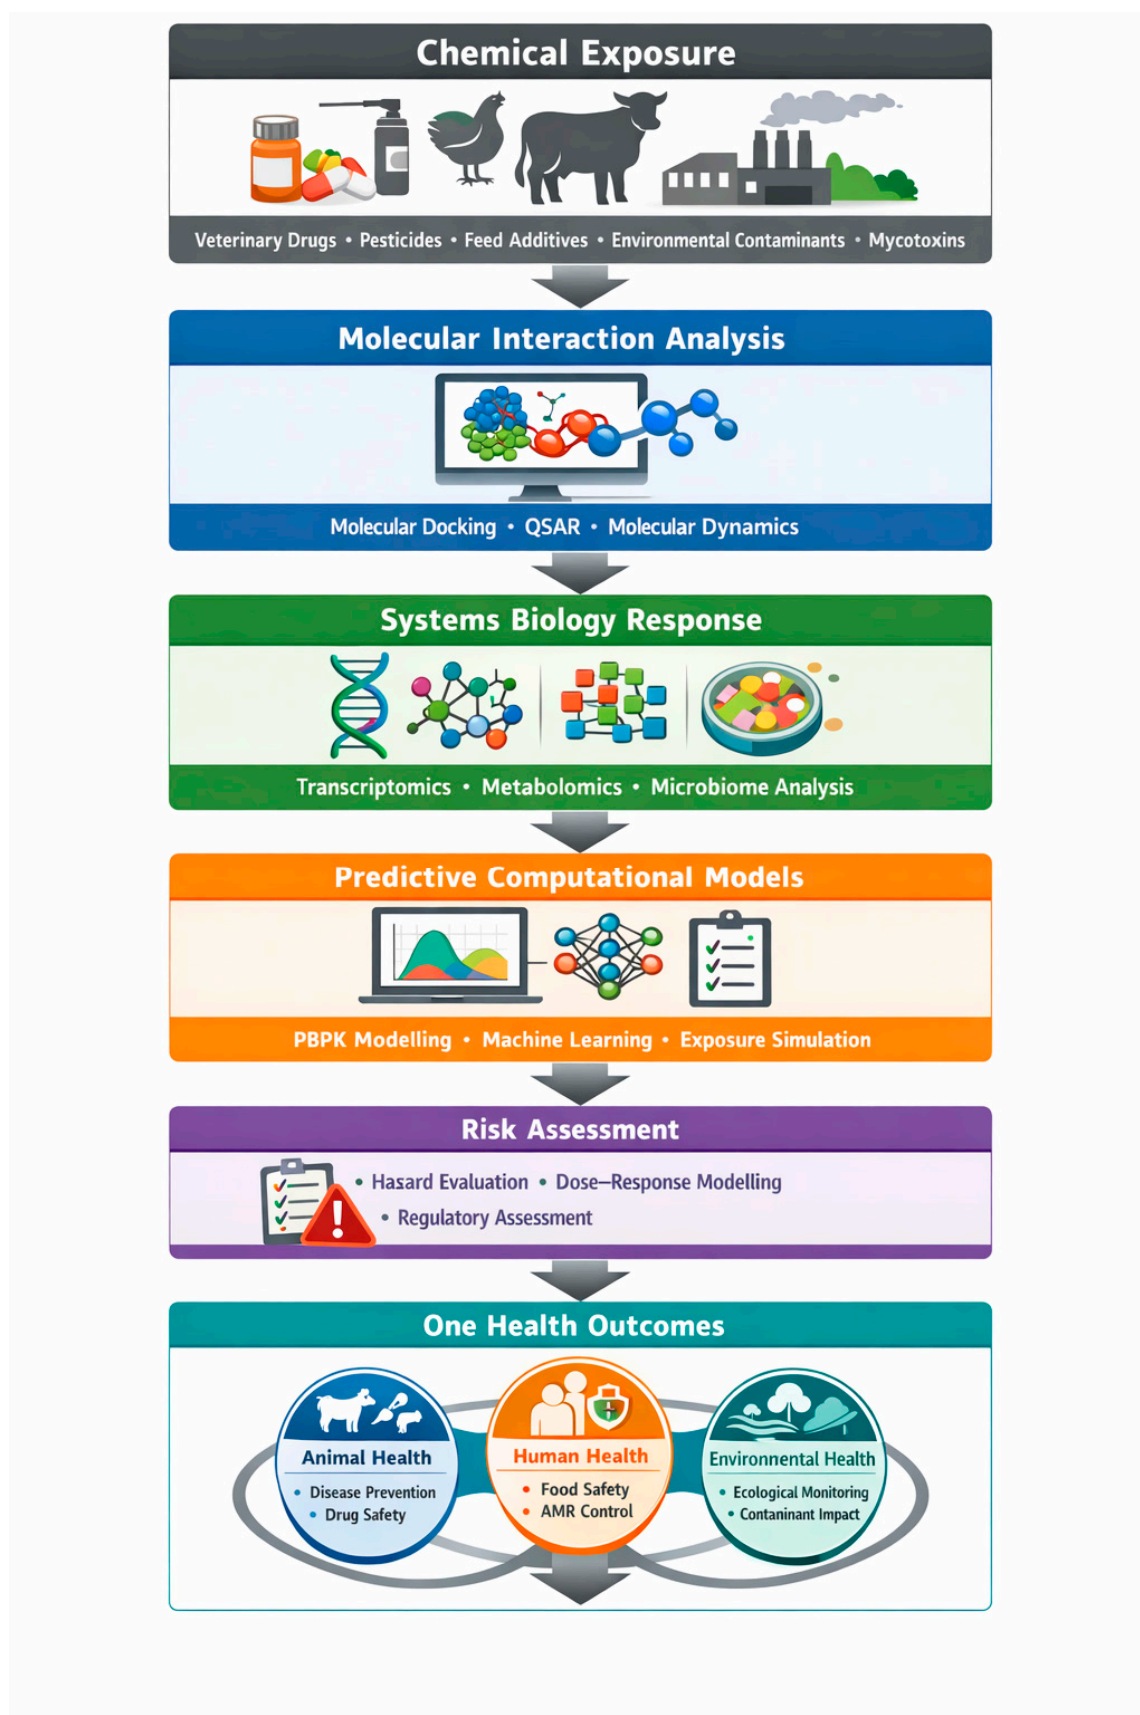 Chemical Exposure
Veterinary Drugs • Pesticides • Feed Additives • Environmental Contaminants • Mycotoxins
Molecular Interaction Analysis
Molecular Docking • QSAR • Molecular Dynamics
Systems Biology Response
Transcriptomics • Metabolomics • Microbiome Analysis
Predictive Computational Models
PBPK Modelling • Machine Learning • Exposure Simulation
Risk Assessment
• Hazard Evaluation • Dose–Response Modelling
• Regulatory Assessment
One Health Outcomes
Animal Health
• Disease Prevention
• Drug Safety
Human Health
• Food Safety
• AMR Control
Environmental Health
• Ecological Monitoring
• Contaninant Impact